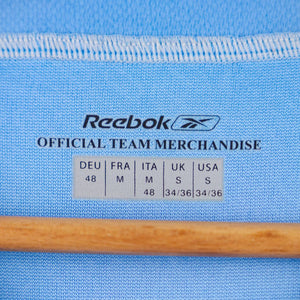 Reebok
OFFICIAL TEAM MERCHANDISE
DEU FRA ITA UK USA
48 M M S S
48 34/36 34/36